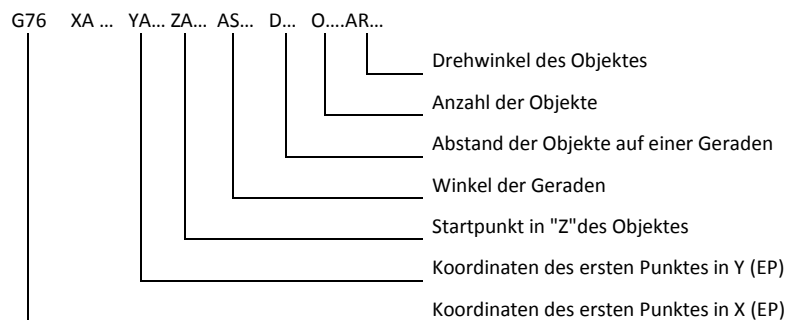 G76 XA ... YA... ZA... AS... D... O....AR...
Drehwinkel des Objektes
Anzahl der Objekte
Abstand der Objekte auf einer Geraden
Winkel der Geraden
Startpunkt in "Z"des Objektes
Koordinaten des ersten Punktes in Y (EP)
Koordinaten des ersten Punktes in X (EP)